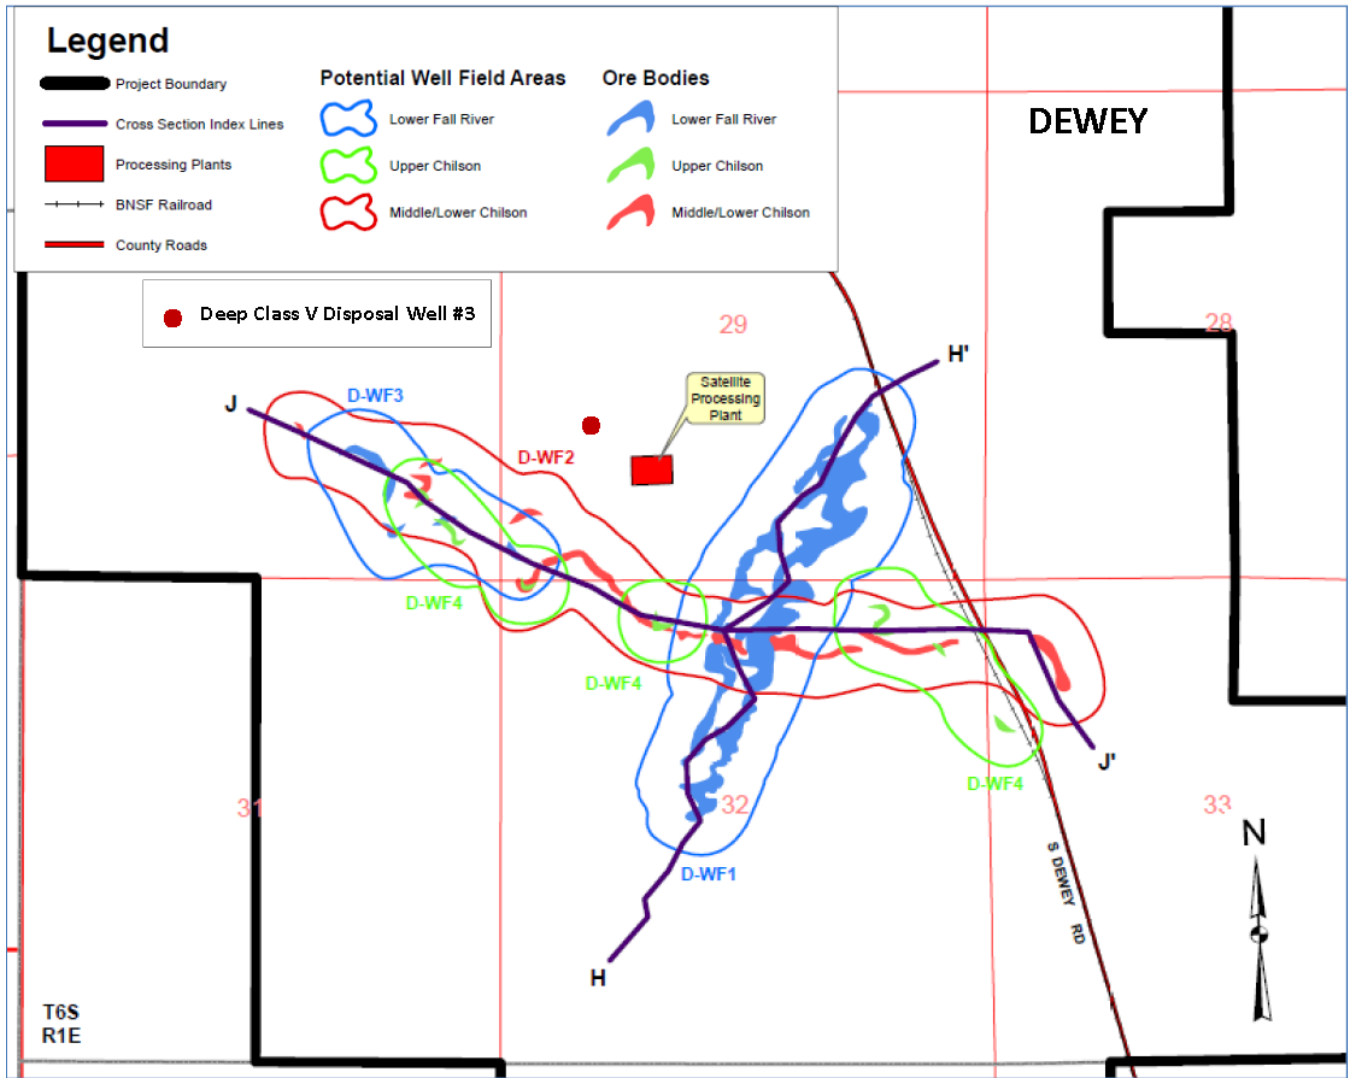 Legend
Project Boundary
Cross Section Index Lines
Processing Plants
BNSF Railroad
County Roads
Potential Well Field Areas
Lower Fall River
Upper Chilson
Middle/Lower Chilson
Ore Bodies
Lower Fall River
Upper Chilson
Middle/Lower Chilson
DEWEY
Deep Class V Disposal Well #3
29
28
H'
Satellite
Processing
Plant
J
D-WF3
D-WF2
D-WF4
D-WF4
D-WF4
J'
31
32
33
D-WF1
S DEWEY RD
N
H
T6S
R1E